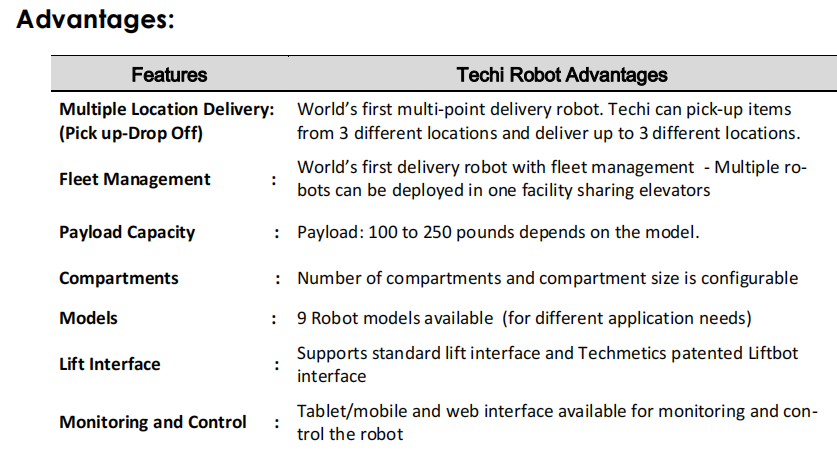 Advantages:
Features Techi Robot Advantages
Multiple Location Delivery: World’s first multi-point delivery robot. Techi can pick-up items
(Pick up-Drop Off) from 3 different locations and deliver up to 3 different locations.
World’s first delivery robot with fleet management - Multiple ro-
Fleet Management :
bots can be deployed in one facility sharing elevators
Payload Capacity : Payload: 100 to 250 pounds depends on the model.
Compartments : Number of compartments and compartment size is configurable
Models : 9 Robot models available (for different application needs)
Supports standard lift interface and Techmetics patented Liftbot
Lift Interface :
interface
Tablet/mobile and web interface available for monitoring and con-
Monitoring and Control :
trol the robot